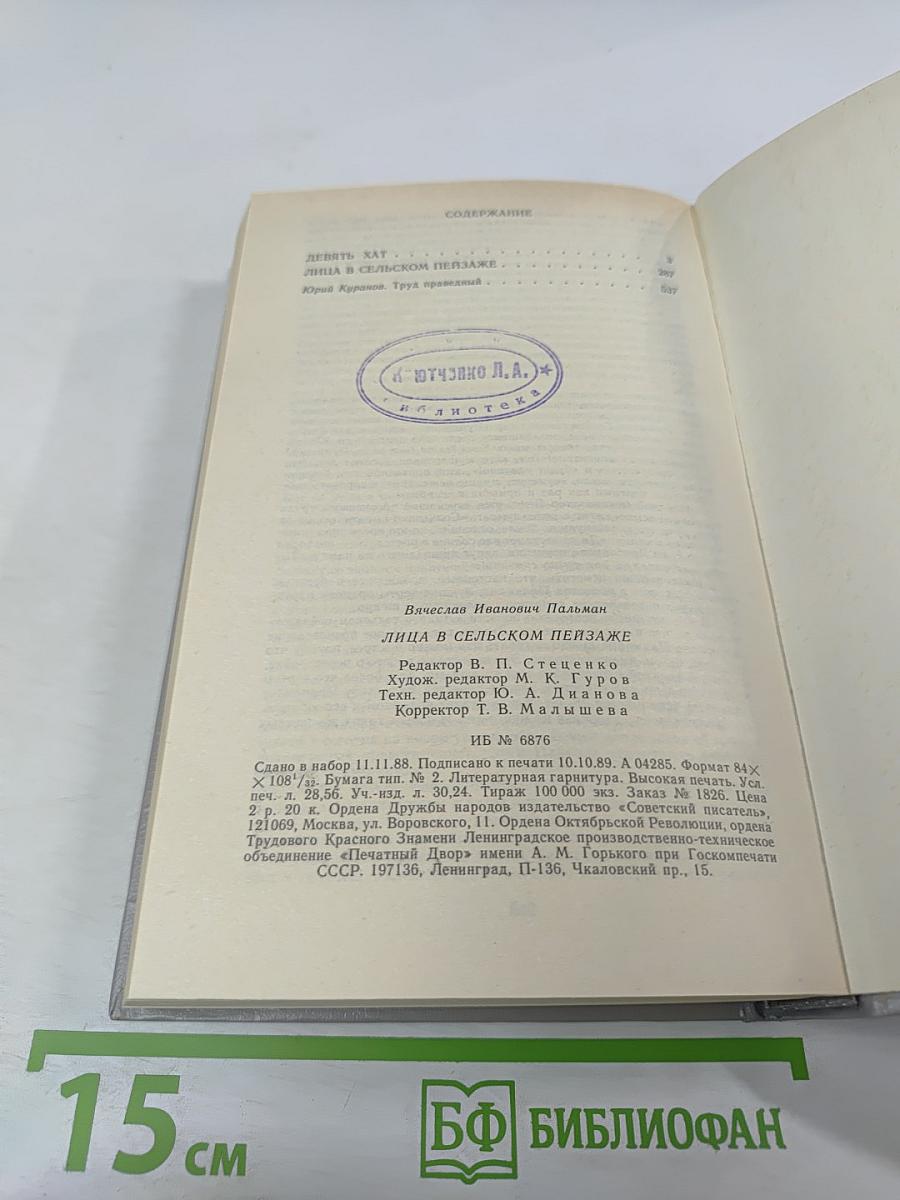 СОДЕРЖАНИЕ
ДЕВЯТЬ ХАТ . . . . . . . . . . . . . . . . 3
ЛИЦА В СЕЛЬСКОМ ПЕЙЗАЖЕ . . . . . . . . . 287
Юрий Куранов. Труд праведный . . . . . . . . . . 537
Л. А.
библиотека
Вячеслав Иванович Пальман
ЛИЦА В СЕЛЬСКОМ ПЕЙЗАЖЕ
Редактор В. П. Стеценко
Худож. редактор М. К. Гуров
Техн. редактор Ю. А. Дианова
Корректор Т. В. Малышева
ИБ № 6876
Сдано в набор 11.11.88. Подписано к печати 10.10.89. А 04285. Формат 84×
×108¹/₃₂. Бумага тип. № 2. Литературная гарнитура. Высокая печать. Усл.
печ. л. 28,56. Уч.-изд. л. 30,24. Тираж 100 000 экз. Заказ № 1826. Цена
2 р. 20 к. Ордена Дружбы народов издательство «Советский писатель»,
121069, Москва, ул. Воровского, 11. Ордена Октябрьской Революции, ордена
Трудового Красного Знамени Ленинградское производственно-техническое
объединение «Печатный Двор» имени А. М. Горького при Госкомпечати
СССР. 197136, Ленинград, П-136, Чкаловский пр., 15.
15 см
БФ БИБЛИОФАН